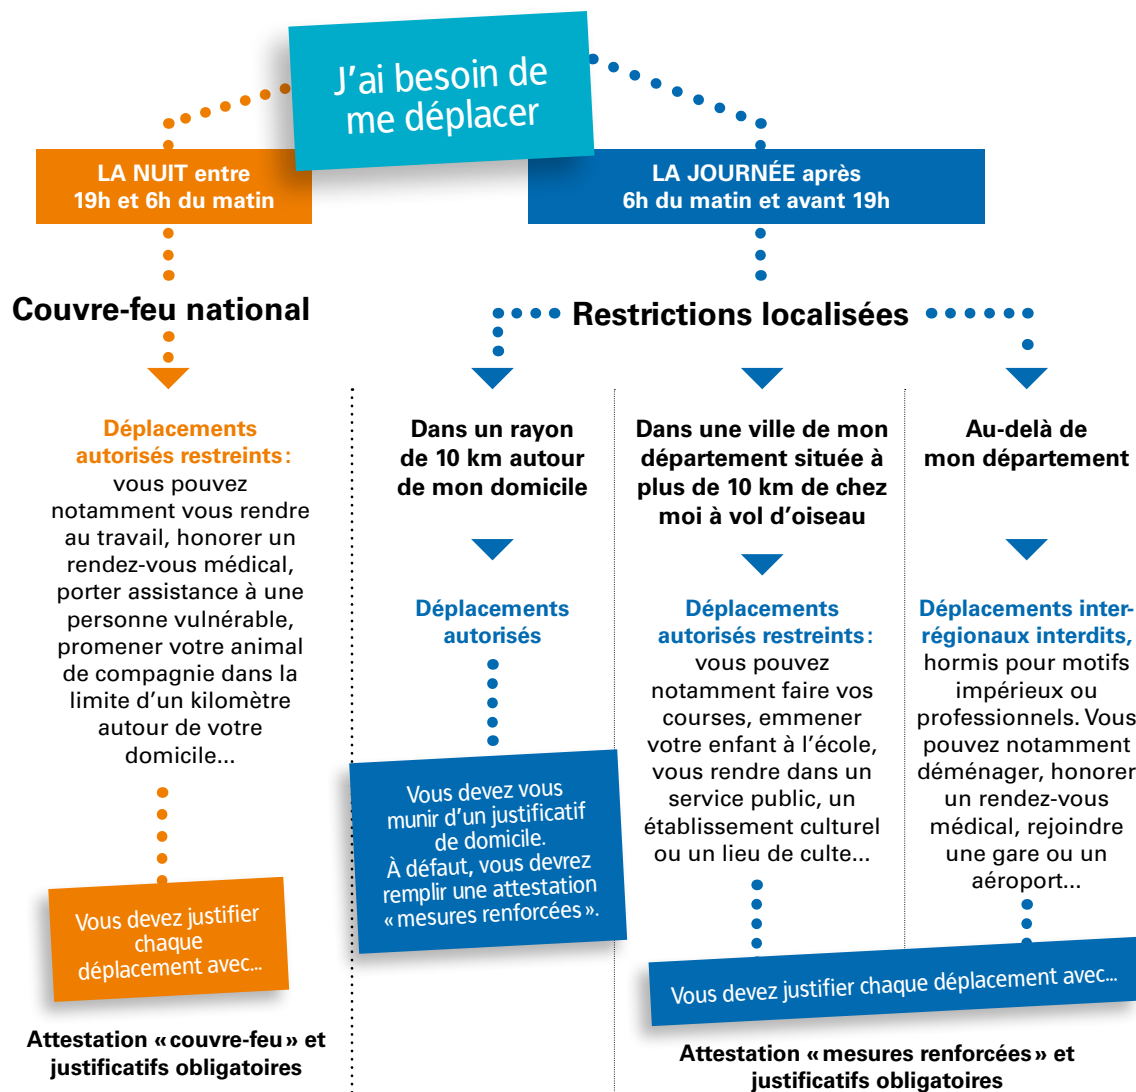 J'ai besoin de
me déplacer
LA NUIT entre
19h et 6h du matin
LA JOURNÉE après
6h du matin et avant 19h
Couvre-feu national
Restrictions localisées
Déplacements
autorisés restreints :
vous pouvez
notamment vous rendre
au travail, honorer un
rendez-vous médical,
porter assistance à une
personne vulnérable,
promener votre animal
de compagnie dans la
limite d'un kilomètre
autour de votre
domicile...
Vous devez justifier
chaque
déplacement avec...
Attestation « couvre-feu » et
justificatifs obligatoires
Dans un rayon
de 10 km autour
de mon domicile
Déplacements
autorisés
Vous devez vous
munir d'un justificatif
de domicile.
À défaut, vous devrez
remplir une attestation
« mesures renforcées ».
Dans une ville de mon
département située à
plus de 10 km de chez
moi à vol d'oiseau
Déplacements
autorisés restreints :
vous pouvez
notamment faire vos
courses, emmener
votre enfant à l'école,
vous rendre dans un
service public, un
établissement culturel
ou un lieu de culte...
Au-delà de
mon département
Déplacements inter-
régionaux interdits,
hormis pour motifs
impérieux ou
professionnels. Vous
pouvez notamment
déménager, honorer
un rendez-vous
médical, rejoindre
une gare ou un
aéroport...
Vous devez justifier chaque déplacement avec...
Attestation « mesures renforcées » et
justificatifs obligatoires